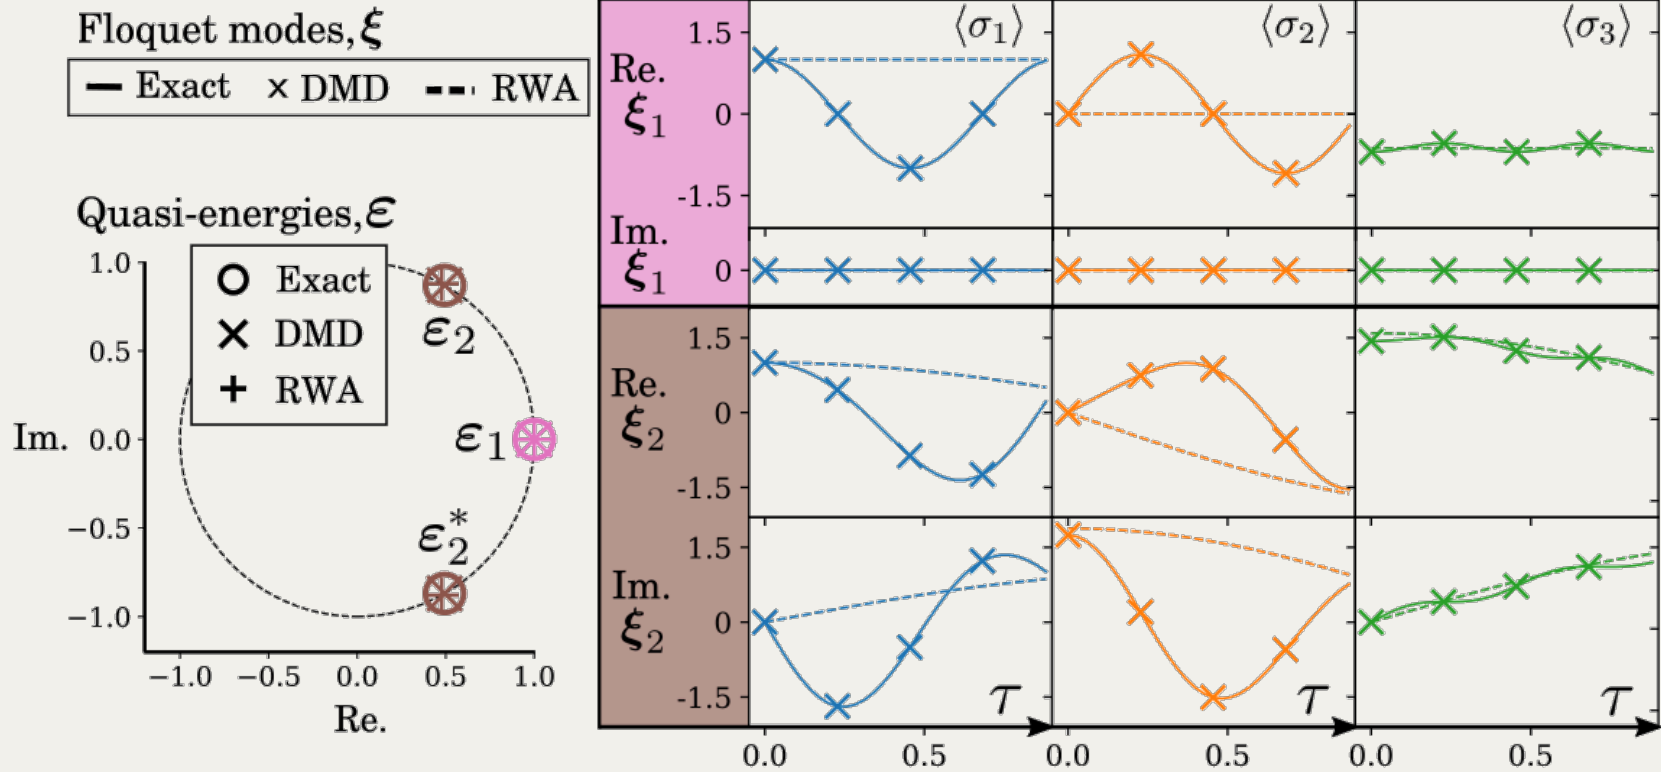 Floquet modes, ξ
— Exact × DMD -- RWA
Quasi-energies, ε
Exact
DMD
RWA
1.0
0.5
0.0
−0.5
−1.0
Im.
ε₂
ε₁
ε₂*
−1.0 −0.5 0.0 0.5 1.0
Re.
⟨σ₁⟩ ⟨σ₂⟩ ⟨σ₃⟩
Re.
ξ₁
1.5
0
-1.5
Im.
ξ₁
0
Re.
ξ₂
1.5
0
-1.5
Im.
ξ₂
1.5
0
-1.5
τ τ τ
0.0 0.5 0.0 0.5 0.0 0.5